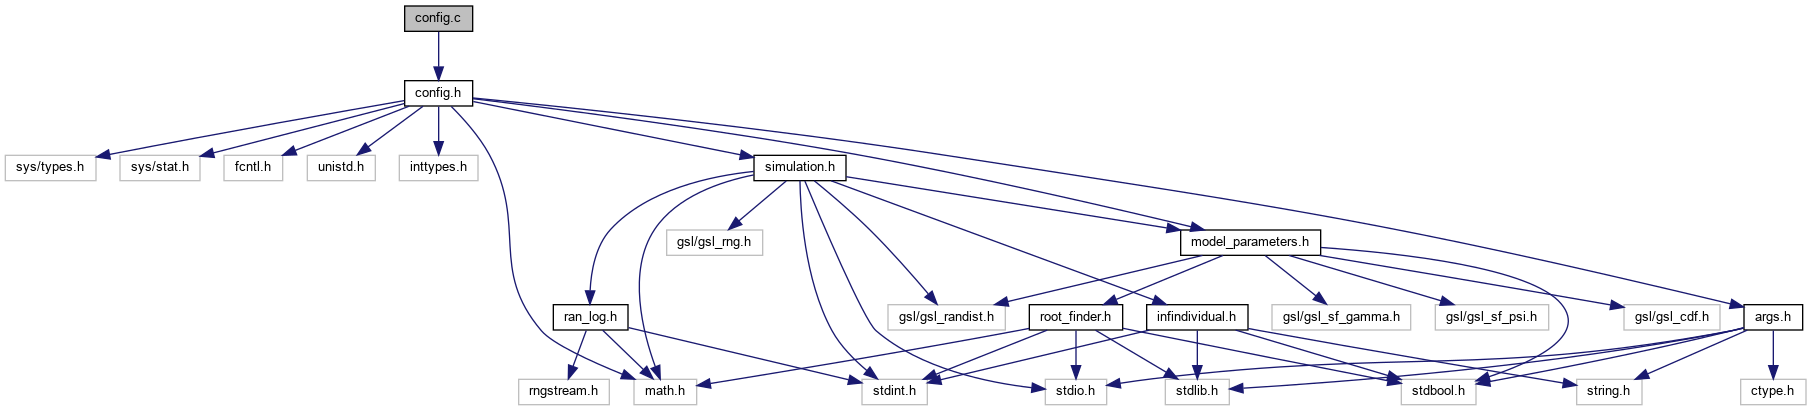 config.c
config.h
sys/types.h
sys/stat.h
fcntl.h
unistd.h
inttypes.h
simulation.h
gsl/gsl_rng.h
model_parameters.h
ran_log.h
gsl/gsl_randist.h
root_finder.h
infindividual.h
gsl/gsl_sf_gamma.h
gsl/gsl_sf_psi.h
gsl/gsl_cdf.h
args.h
rngstream.h
math.h
stdint.h
stdio.h
stdlib.h
stdbool.h
string.h
ctype.h